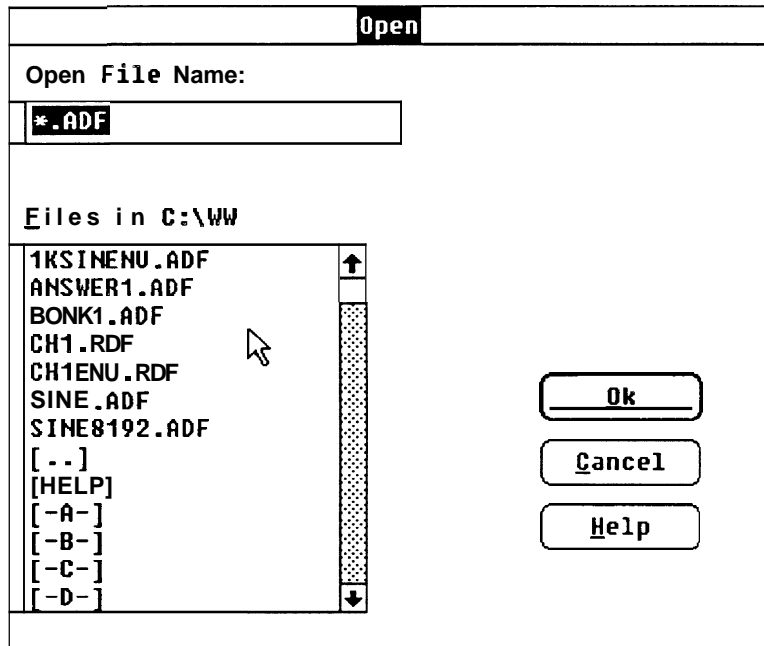 Open
Open File Name:
*.ADF
Files in C:\WW
1KSINENU.ADF
ANSWER1.ADF
BONK1.ADF
CH1.RDF
CH1ENU.RDF
SINE.ADF
SINE8192.ADF
[..]
[HELP]
[-A-]
[-B-]
[-C-]
[-D-]
Ok
Cancel
Help